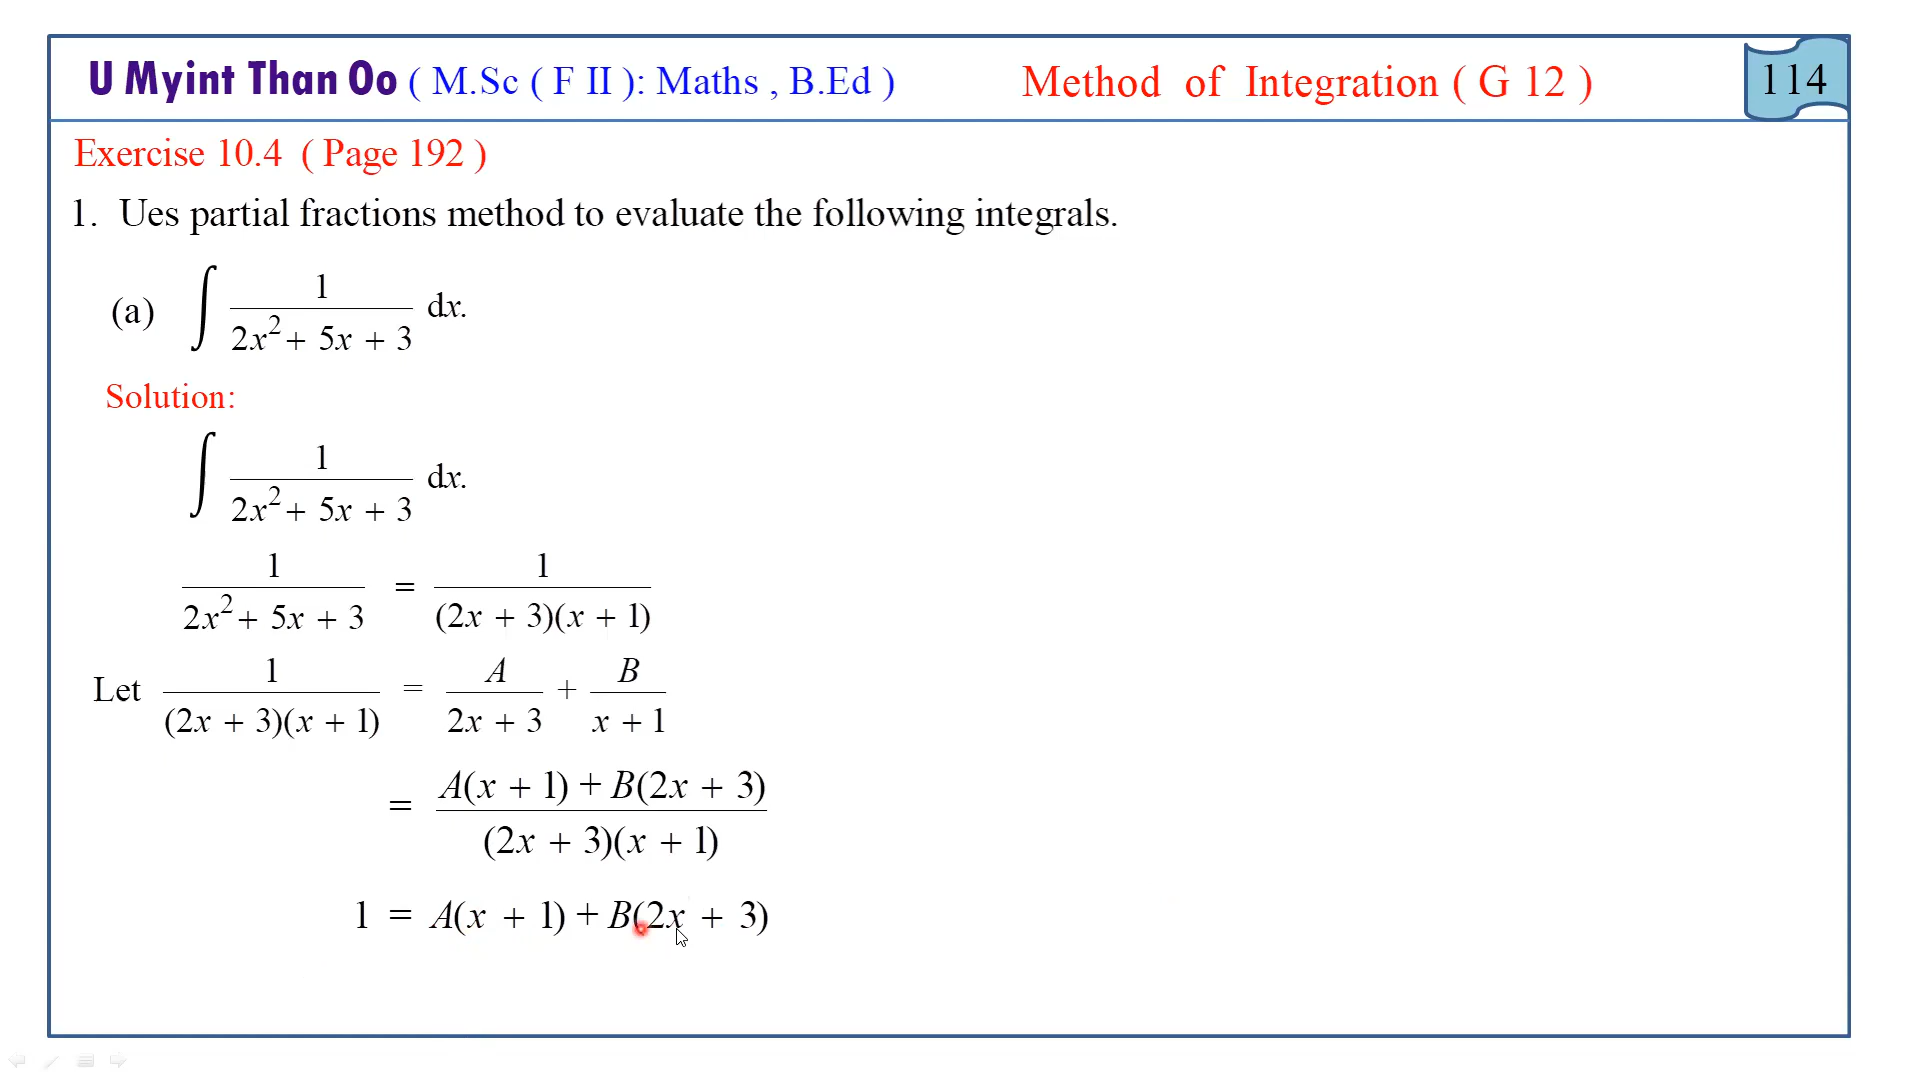 U Myint Than Oo ( M.Sc ( F II ): Maths , B.Ed ) Method of Integration ( G 12 ) 114
Exercise 10.4 ( Page 192 )
1. Ues partial fractions method to evaluate the following integrals.
(a) ∫ 1/(2x² + 5x + 3) dx.
Solution:
∫ 1/(2x² + 5x + 3) dx.
1/(2x² + 5x + 3) = 1/((2x + 3)(x + 1))
Let 1/((2x + 3)(x + 1)) = A/(2x + 3) + B/(x + 1)
= (A(x + 1) + B(2x + 3))/((2x + 3)(x + 1))
1 = A(x + 1) + B(2x + 3)